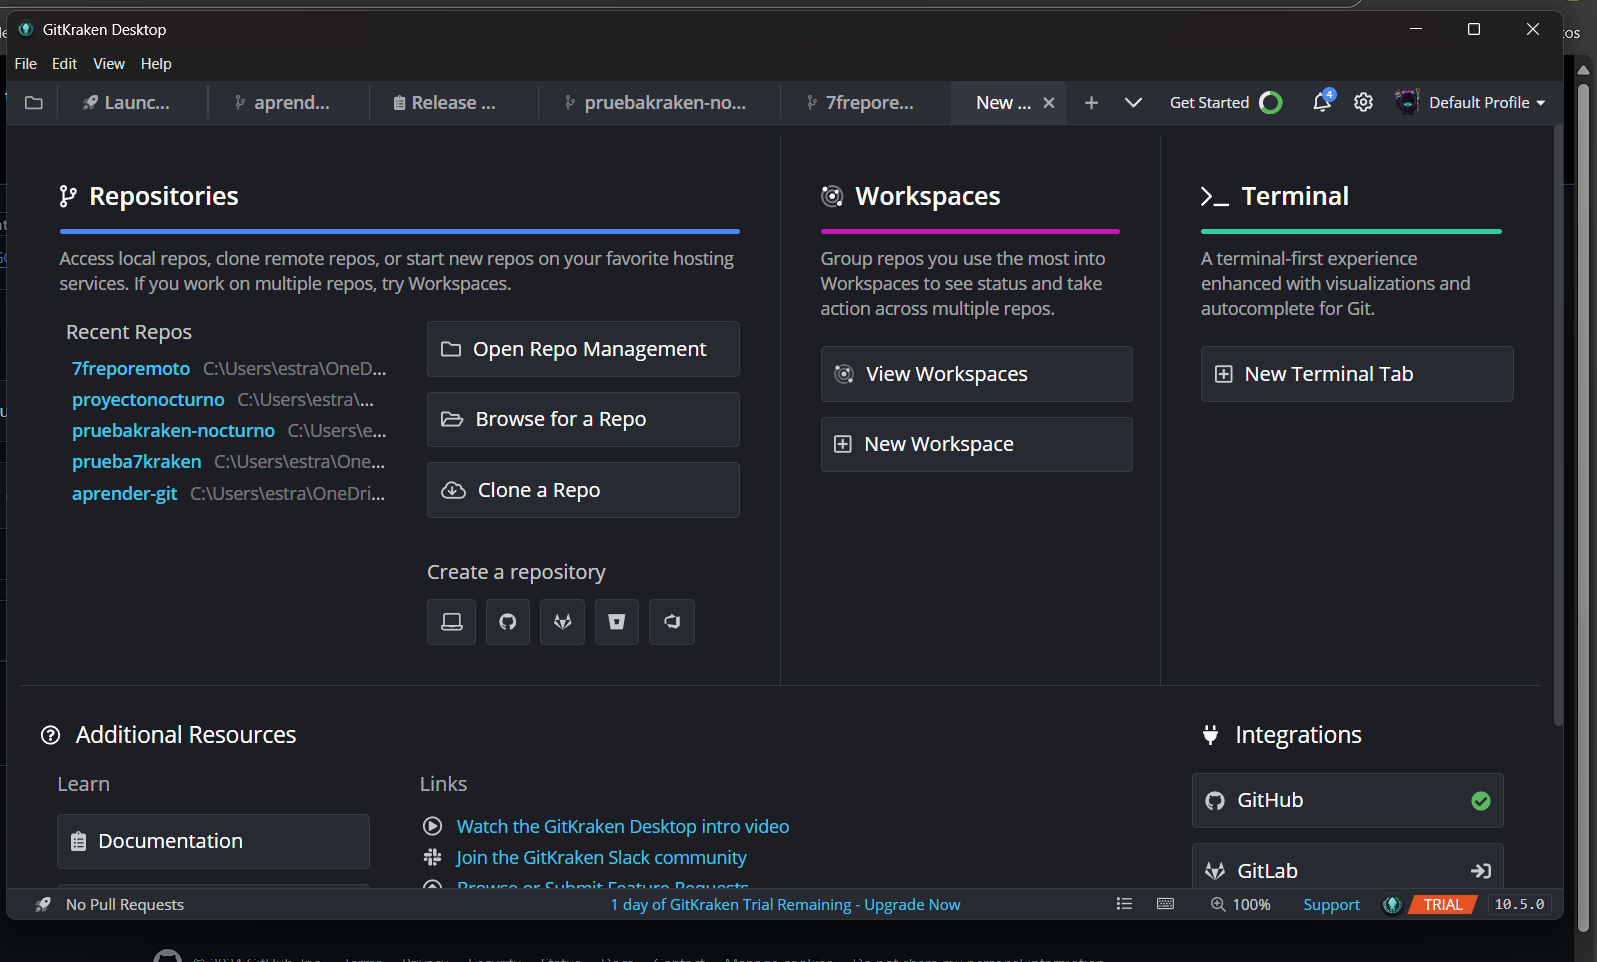 GitKraken Desktop
File Edit View Help
Launc... aprend... Release ... pruebakraken-no... 7frepore... New ... Get Started 4 Default Profile
Repositories
Access local repos, clone remote repos, or start new repos on your favorite hosting
services. If you work on multiple repos, try Workspaces.
Recent Repos
7freporemoto C:\Users\estra\OneD...
proyectonocturno C:\Users\estra\...
pruebakraken-nocturno C:\Users\e...
prueba7kraken C:\Users\estra\One...
aprender-git C:\Users\estra\OneDri...
Open Repo Management
Browse for a Repo
Clone a Repo
Create a repository
Workspaces
Group repos you use the most into
Workspaces to see status and take
action across multiple repos.
View Workspaces
New Workspace
Terminal
A terminal-first experience
enhanced with visualizations and
autocomplete for Git.
New Terminal Tab
Additional Resources
Learn
Documentation
Links
Watch the GitKraken Desktop intro video
Join the GitKraken Slack community
Browse or Submit Feature Requests
Integrations
GitHub
GitLab
No Pull Requests
1 day of GitKraken Trial Remaining - Upgrade Now
100% Support TRIAL 10.5.0